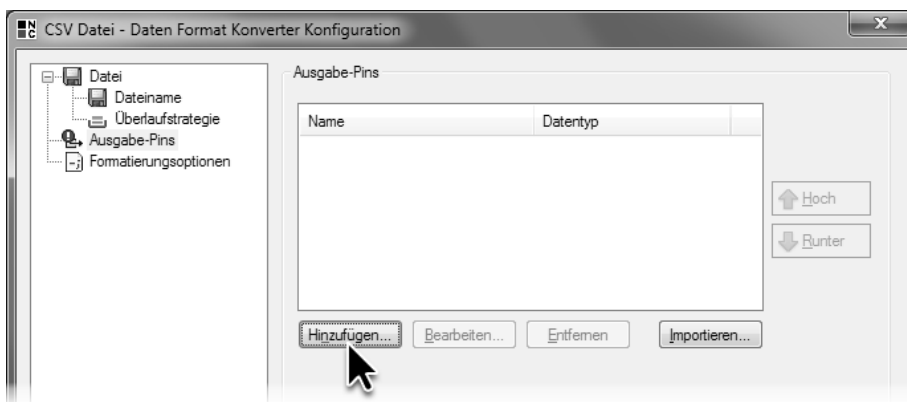 CSV Datei - Daten Format Konverter Konfiguration
Datei
Dateiname
Überlaufstrategie
Ausgabe-Pins
Formatierungsoptionen
Ausgabe-Pins
Name Datentyp
Hoch
Runter
Hinzufügen... Bearbeiten... Entfernen Importieren...